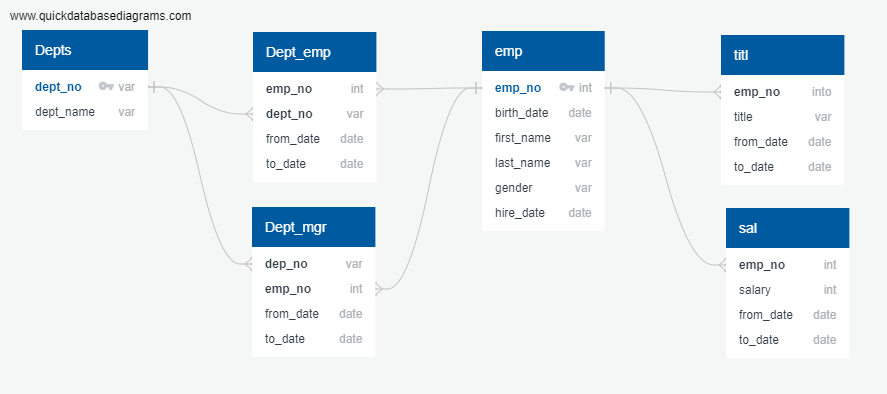 www.quickdatabasediagrams.com
Depts
dept_no var
dept_name var
Dept_emp
emp_no int
dept_no var
from_date date
to_date date
Dept_mgr
dep_no var
emp_no int
from_date date
to_date date
emp
emp_no int
birth_date date
first_name var
last_name var
gender var
hire_date date
titl
emp_no into
title var
from_date date
to_date date
sal
emp_no int
salary int
from_date date
to_date date